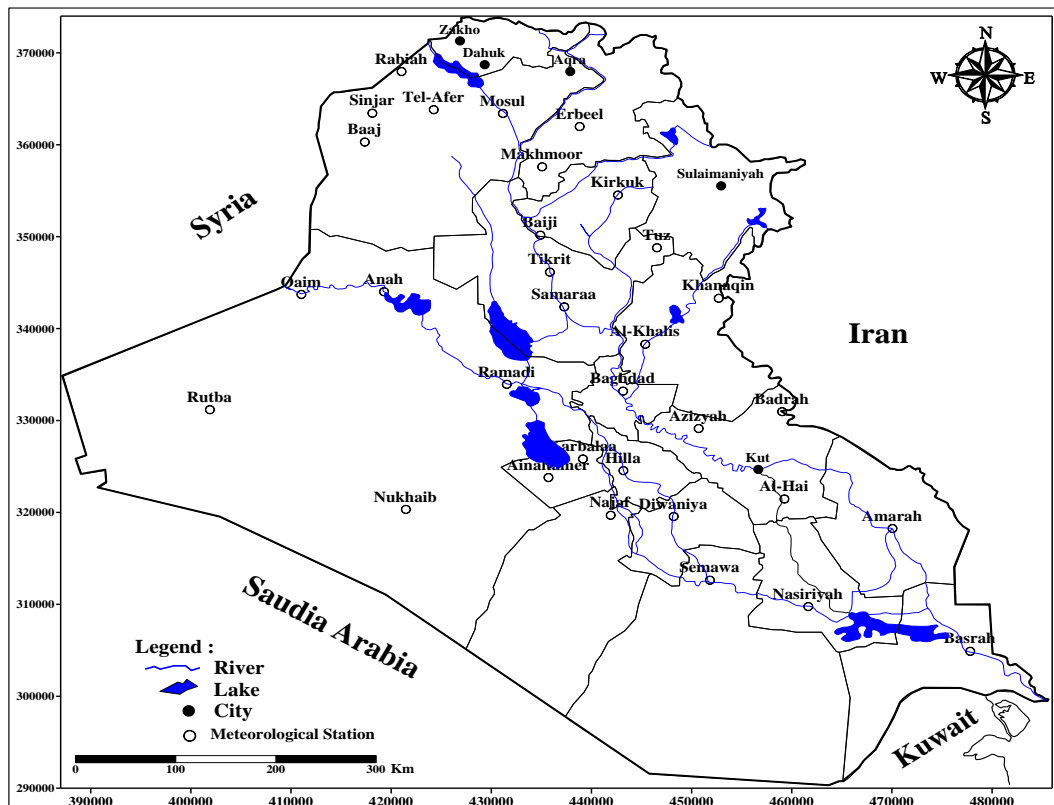 370000
360000
350000
340000
330000
320000
310000
300000
290000
390000
400000
410000
420000
430000
440000
450000
460000
470000
480000
N
W
E
S
Zakho
Dahuk
Aqra
Rabiah
Sinjar
Tel-Afer
Mosul
Erbeel
Baaj
Makhmoor
Kirkuk
Sulaimaniyah
Syria
Baiji
Tuz
Tikrit
Qaim
Anah
Samaraa
Khanaqin
Al-Khalis
Iran
Ramadi
Baghdad
Rutba
Badrah
Azizyah
arbalaa
Hilla
Kut
Nukhaib
Al-Hai
Najaf
Diwaniya
Amarah
Semawa
Nasiriyah
Saudia Arabia
Basrah
Kuwait
Legend :
River
Lake
City
Meteorological Station
0
100
200
300
Km